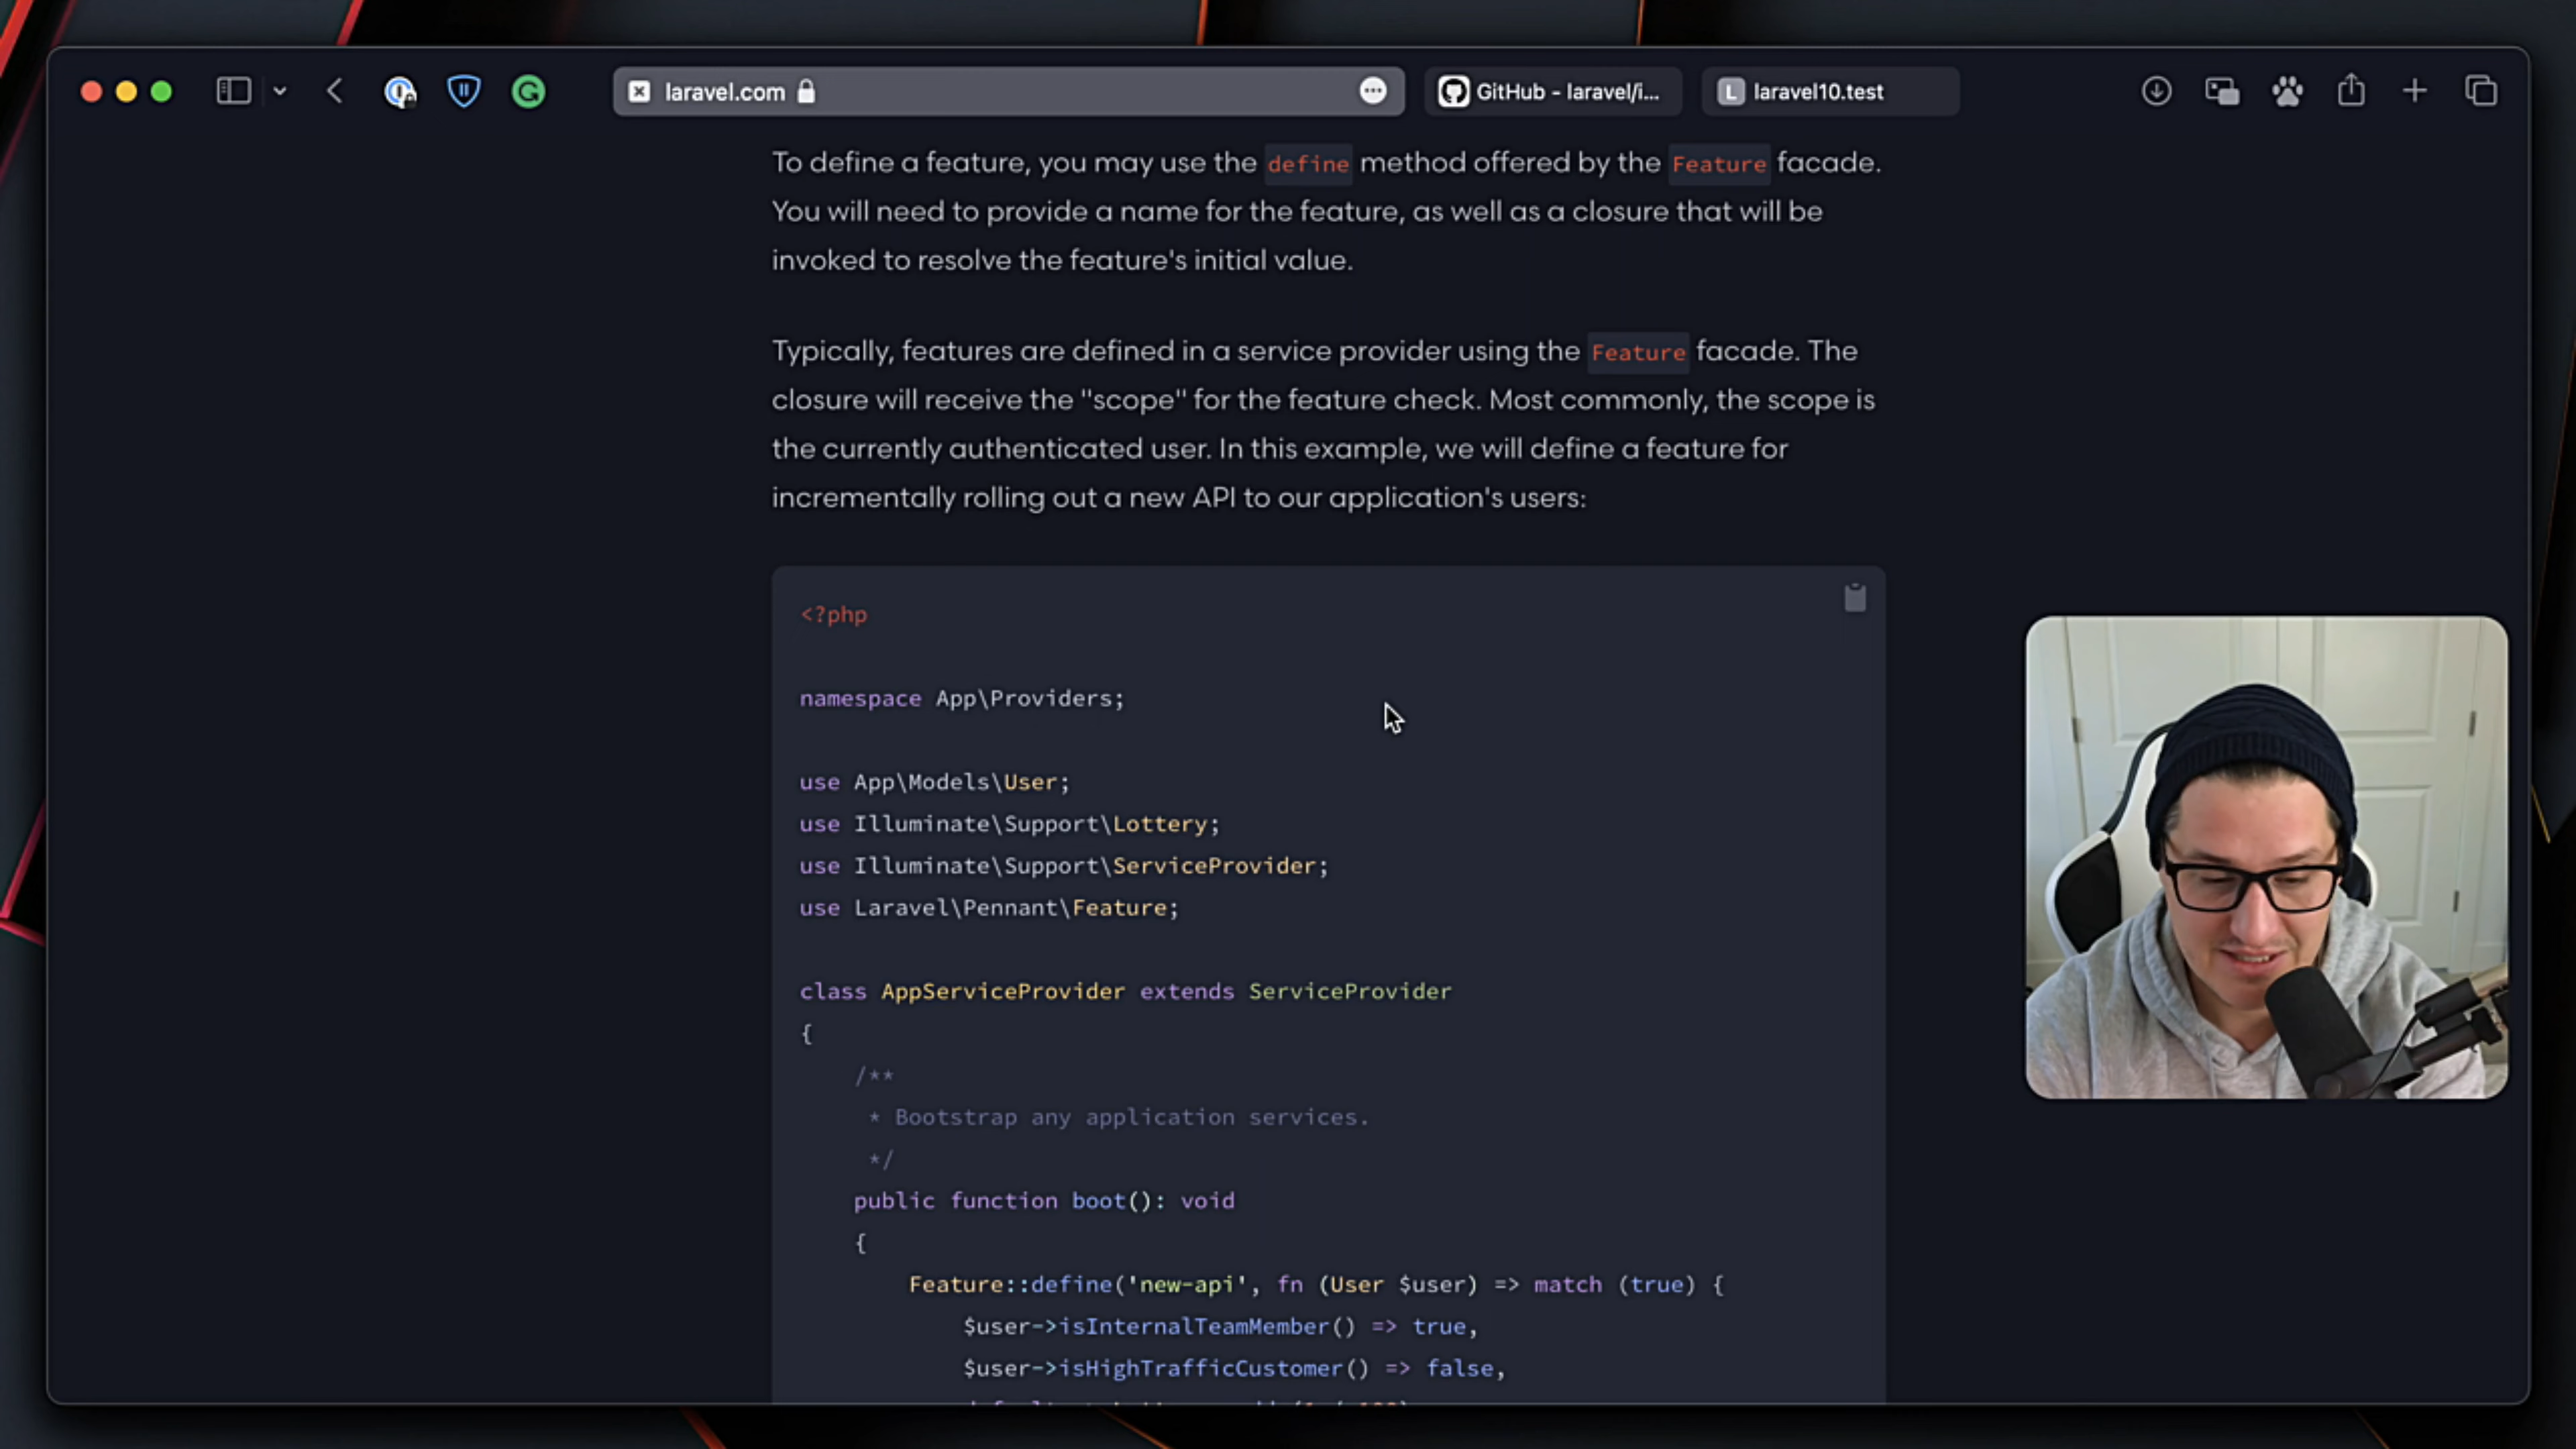 laravel.com
GitHub - laravel/i...
L laravel10.test
To define a feature, you may use the define method offered by the Feature facade.
You will need to provide a name for the feature, as well as a closure that will be
invoked to resolve the feature's initial value.
Typically, features are defined in a service provider using the Feature facade. The
closure will receive the "scope" for the feature check. Most commonly, the scope is
the currently authenticated user. In this example, we will define a feature for
incrementally rolling out a new API to our application's users:
<?php
namespace App\Providers;
use App\Models\User;
use Illuminate\Support\Lottery;
use Illuminate\Support\ServiceProvider;
use Laravel\Pennant\Feature;
class AppServiceProvider extends ServiceProvider
{
/**
* Bootstrap any application services.
*/
public function boot(): void
{
Feature::define('new-api', fn (User $user) => match (true) {
$user->isInternalTeamMember() => true,
$user->isHighTrafficCustomer() => false,